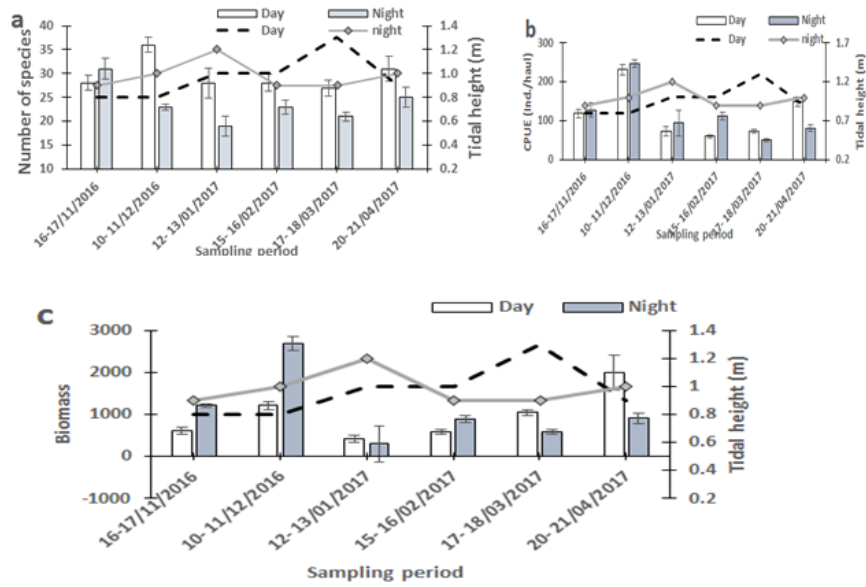 a
Day
Night
Day
night
Number of species
40
35
30
25
20
15
10
1.4
1.2
1.0
0.8
0.6
0.4
0.2
Tidal height (m)
16-17/11/2016
10- 11/12/2016
12- 13/01/2017
15- 16/02/2017
17- 18/03/2017
20- 21/04/2017
Sampling period
b
Day
Night
Day
night
CPUE (Ind./haul)
300
200
100
0
1.7
1.2
0.7
0.2
Tidal height (m)
16-17/11/2016
10- 11/12/2016
12- 13/01/2017
15- 16/02/2017
17- 18/03/2017
20- 21/04/2017
Sampling period
c
Day
Night
Biomass
3000
2000
1000
0
-1000
1.4
1.2
1
0.8
0.6
0.4
0.2
Tidal height (m)
16-17/11/2016
10- 11/12/2016
12- 13/01/2017
15- 16/02/2017
17- 18/03/2017
20- 21/04/2017
Sampling period